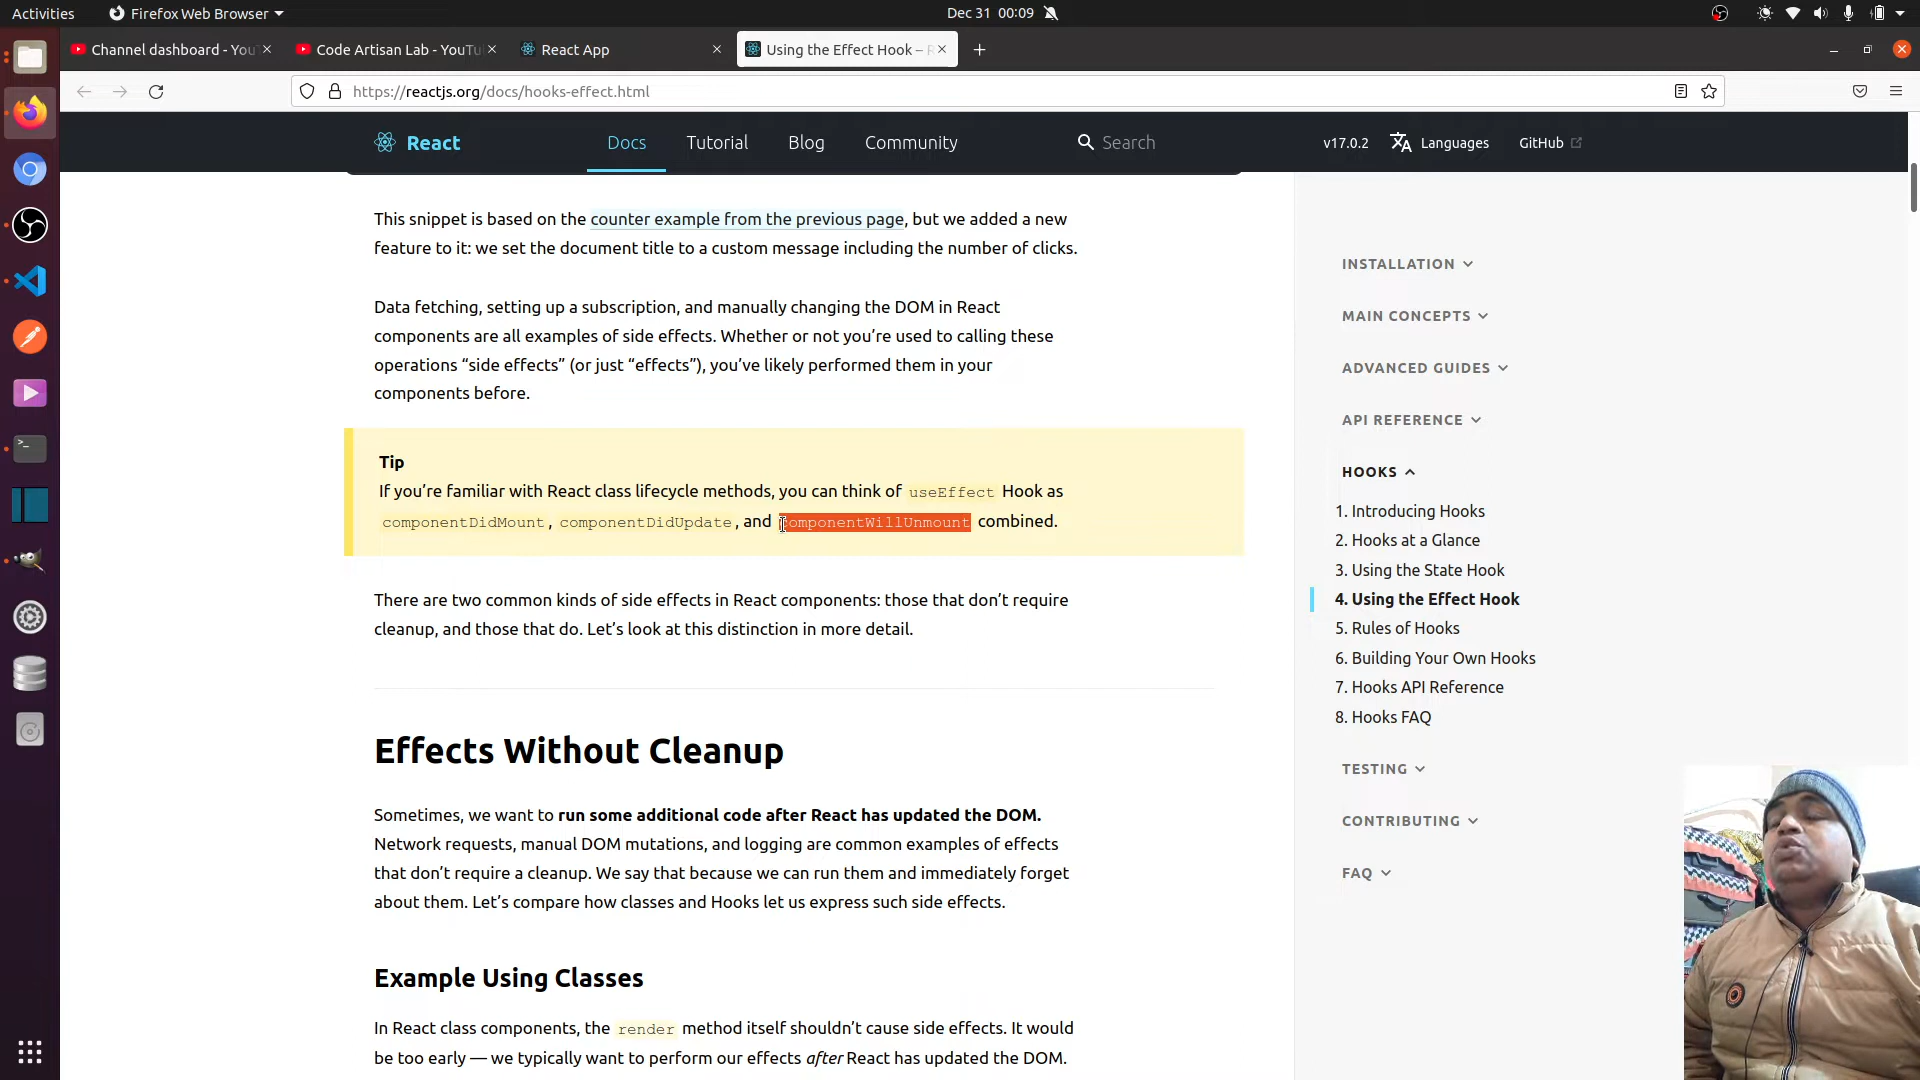 Activities
Firefox Web Browser
Dec 31 00:09
Channel dashboard - You
Code Artisan Lab - YouTu
React App
Using the Effect Hook – R
https://reactjs.org/docs/hooks-effect.html
React
Docs
Tutorial
Blog
Community
Search
v17.0.2
Languages
GitHub
This snippet is based on the counter example from the previous page, but we added a new
feature to it: we set the document title to a custom message including the number of clicks.
Data fetching, setting up a subscription, and manually changing the DOM in React
components are all examples of side effects. Whether or not you’re used to calling these
operations “side effects” (or just “effects”), you’ve likely performed them in your
components before.
Tip
If you’re familiar with React class lifecycle methods, you can think of useEffect Hook as
componentDidMount, componentDidUpdate, and componentWillUnmount combined.
There are two common kinds of side effects in React components: those that don’t require
cleanup, and those that do. Let’s look at this distinction in more detail.
Effects Without Cleanup
Sometimes, we want to run some additional code after React has updated the DOM.
Network requests, manual DOM mutations, and logging are common examples of effects
that don’t require a cleanup. We say that because we can run them and immediately forget
about them. Let’s compare how classes and Hooks let us express such side effects.
Example Using Classes
In React class components, the render method itself shouldn’t cause side effects. It would
be too early — we typically want to perform our effects after React has updated the DOM.
INSTALLATION
MAIN CONCEPTS
ADVANCED GUIDES
API REFERENCE
HOOKS
1. Introducing Hooks
2. Hooks at a Glance
3. Using the State Hook
4. Using the Effect Hook
5. Rules of Hooks
6. Building Your Own Hooks
7. Hooks API Reference
8. Hooks FAQ
TESTING
CONTRIBUTING
FAQ